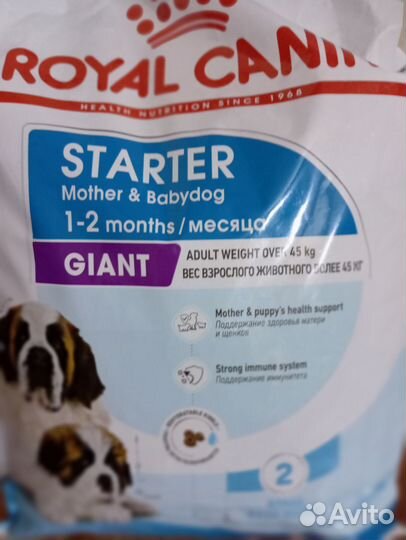 ROYAL CANIN
HEALTH NUTRITION SINCE 1968
STARTER
Mother & Babydog
1-2 months/месяца
GIANT
ADULT WEIGHT OVER 45 kg
ВЕС ВЗРОСЛОГО ЖИВОТНОГО БОЛЕЕ 45 КГ
Mother & puppy's health support
Поддержание здоровья матери
и щенков
Strong immune system
Поддержание иммунитета
REHYDRATABLE KIBBLE
2
Avito